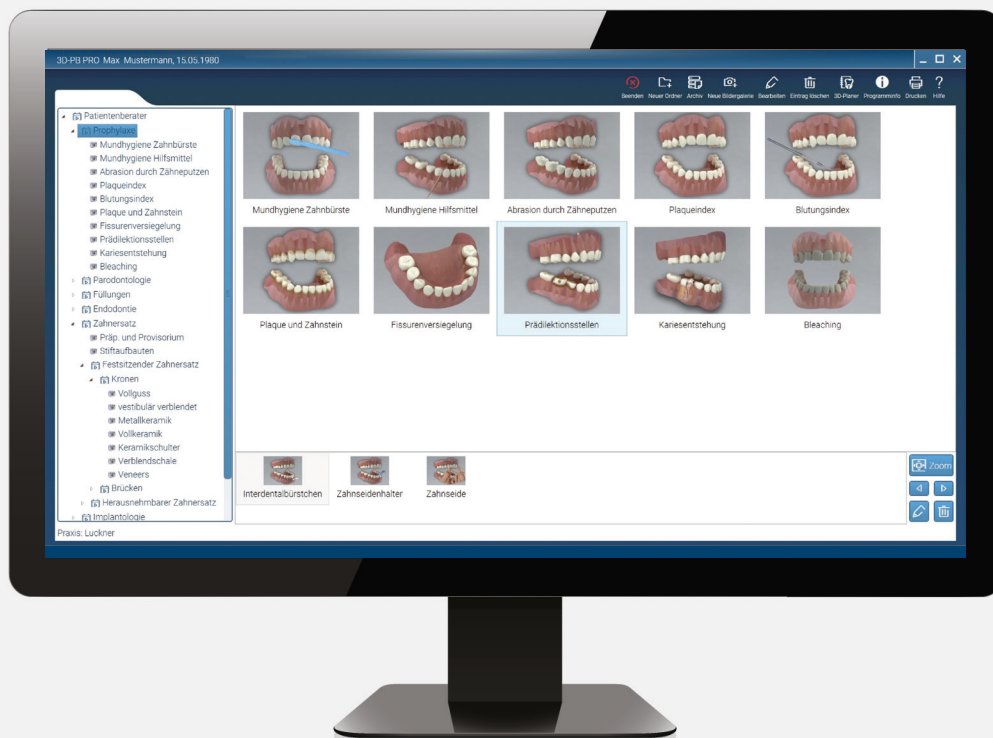 3D-PB PRO Max Mustermann, 15.05.1980
Beenden Neuer Ordner Archiv Neue Bildergalerie Bearbeiten Eintrag löschen 3D-Planer Programminfo Drucken Hilfe
Patientenberater
Prophylaxe
Mundhygiene Zahnbürste
Mundhygiene Hilfsmittel
Abrasion durch Zähneputzen
Plaqueindex
Blutungsindex
Plaque und Zahnstein
Fissurenversiegelung
Prädilektionsstellen
Kariesentstehung
Bleaching
Parodontologie
Füllungen
Endodontie
Zahnersatz
Präp. und Provisorium
Stiftaufbauten
Festsitzender Zahnersatz
Kronen
Vollguss
vestibulär verblendet
Metallkeramik
Vollkeramik
Keramikschulter
Verblendschale
Veneers
Brücken
Herausnehmbarer Zahnersatz
Implantologie
Mundhygiene Zahnbürste Mundhygiene Hilfsmittel Abrasion durch Zähneputzen Plaqueindex Blutungsindex
Plaque und Zahnstein Fissurenversiegelung Prädilektionsstellen Kariesentstehung Bleaching
Interdentalbürstchen Zahnseidenhalter Zahnseide
Zoom
Praxis: Luckner